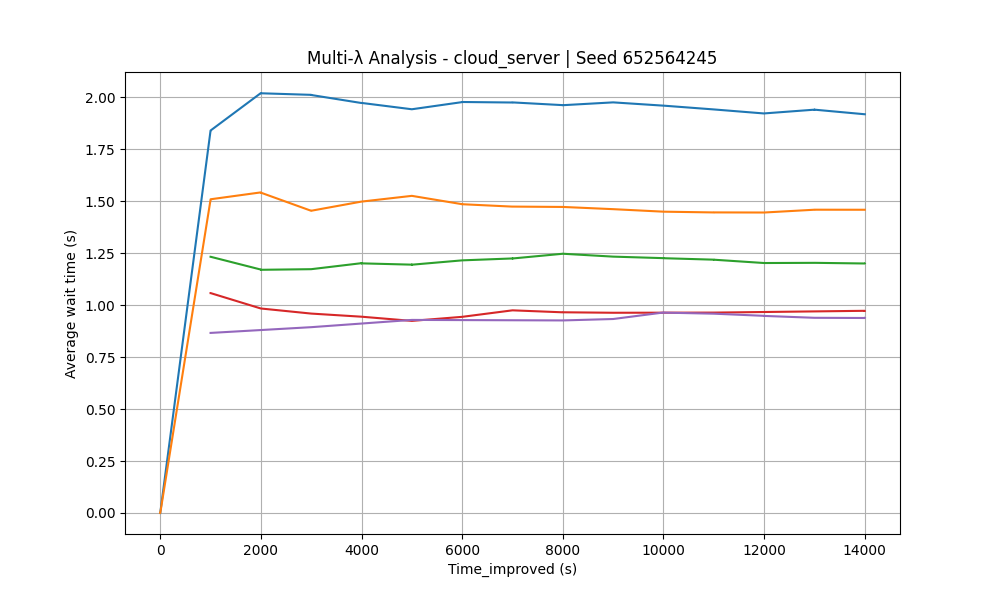 Multi-λ Analysis - cloud_server | Seed 652564245
Average wait time (s)
2.00
1.75
1.50
1.25
1.00
0.75
0.50
0.25
0.00
0 2000 4000 6000 8000 10000 12000 14000
Time_improved (s)